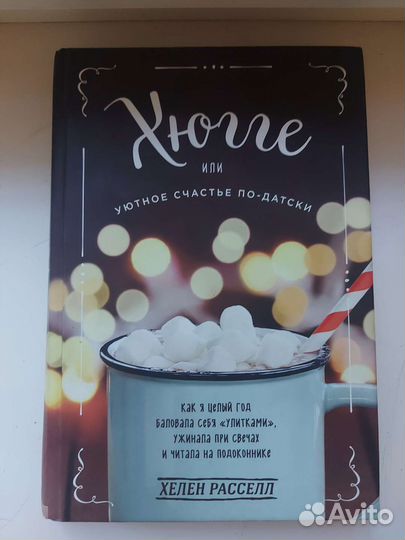 Хюгге
или
уютное счастье по-датски
как я целый год
баловала себя «улитками»,
ужинала при свечах
и читала на подоконнике
ХЕЛЕН РАССЕЛЛ
Avito